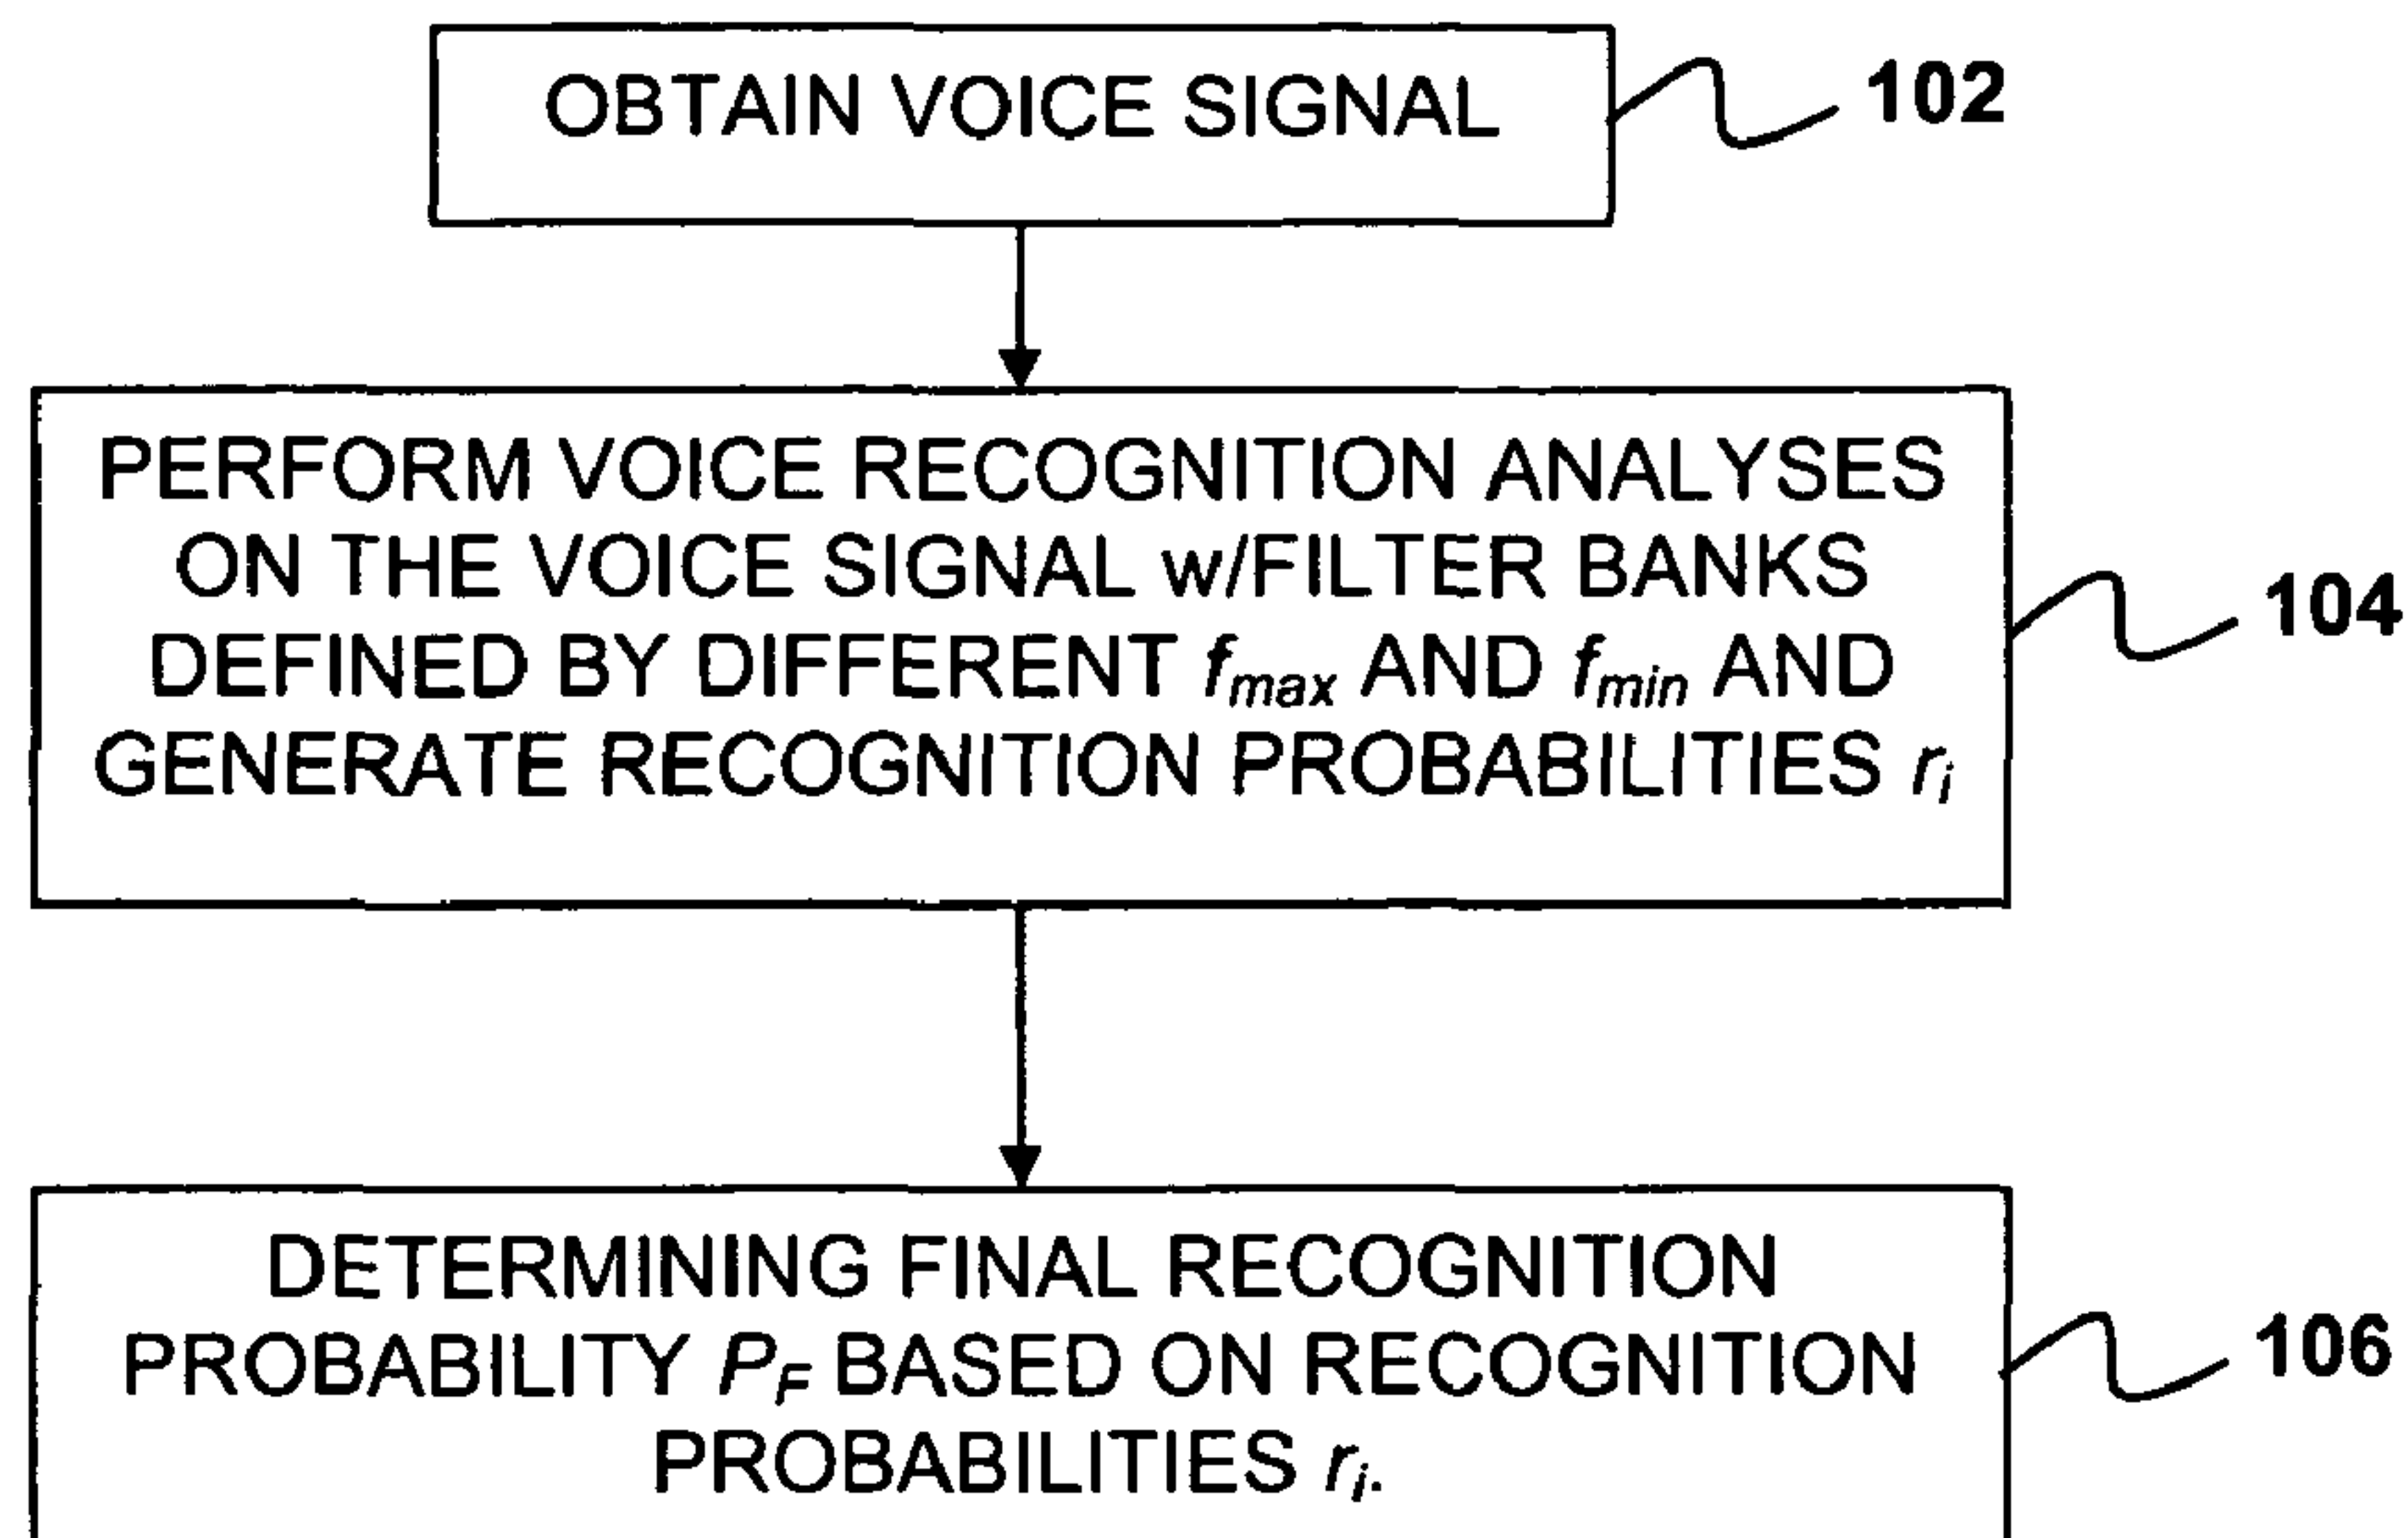 OBTAIN VOICE SIGNAL
102
PERFORM VOICE RECOGNITION ANALYSES
ON THE VOICE SIGNAL w/FILTER BANKS
DEFINED BY DIFFERENT fmax AND fmin AND
GENERATE RECOGNITION PROBABILITIES ri
104
DETERMINING FINAL RECOGNITION
PROBABILITY PF BASED ON RECOGNITION
PROBABILITIES ri.
106